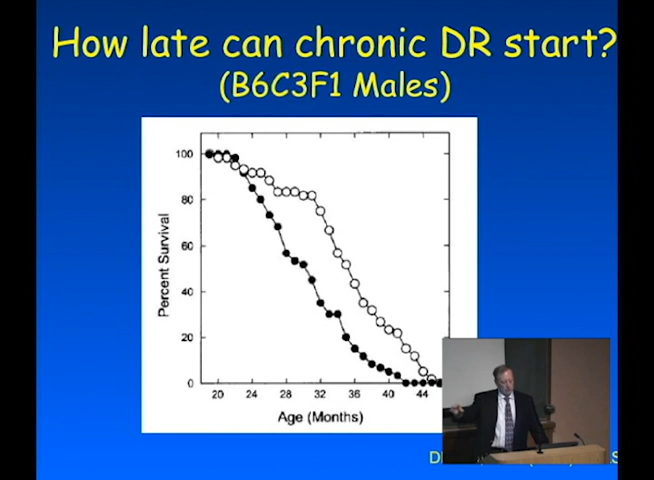 How late can chronic DR start?
(B6C3F1 Males)
100
80
60
40
20
0
Percent Survival
20 24 28 32 36 40 44
Age (Months)